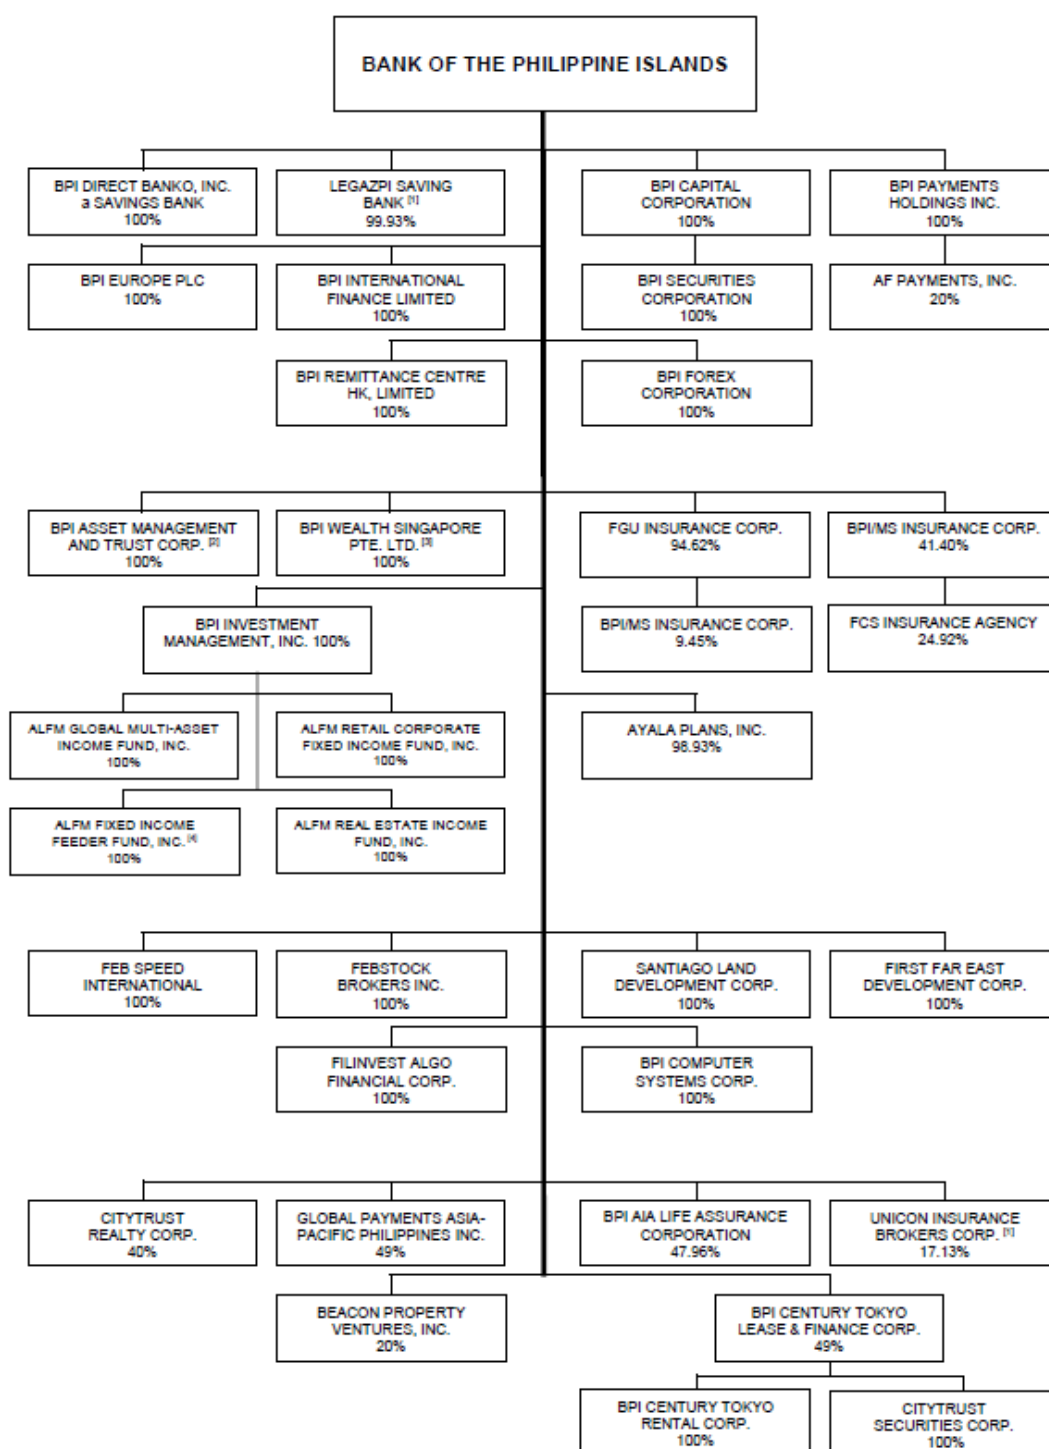 BANK OF THE PHILIPPINE ISLANDS
BPI DIRECT BANKO, INC.
a SAVINGS BANK
100%
LEGAZPI SAVING
BANK [1]
99.93%
BPI CAPITAL
CORPORATION
100%
BPI PAYMENTS
HOLDINGS INC.
100%
BPI EUROPE PLC
100%
BPI INTERNATIONAL
FINANCE LIMITED
100%
BPI SECURITIES
CORPORATION
100%
AF PAYMENTS, INC.
20%
BPI REMITTANCE CENTRE
HK, LIMITED
100%
BPI FOREX
CORPORATION
100%
BPI ASSET MANAGEMENT
AND TRUST CORP. [2]
100%
BPI WEALTH SINGAPORE
PTE. LTD. [3]
100%
FGU INSURANCE CORP.
94.62%
BPI/MS INSURANCE CORP.
41.40%
BPI INVESTMENT
MANAGEMENT, INC. 100%
BPI/MS INSURANCE CORP.
9.45%
FCS INSURANCE AGENCY
24.92%
ALFM GLOBAL MULTI-ASSET
INCOME FUND, INC.
100%
ALFM RETAIL CORPORATE
FIXED INCOME FUND, INC.
100%
AYALA PLANS, INC.
98.93%
ALFM FIXED INCOME
FEEDER FUND, INC. [4]
100%
ALFM REAL ESTATE INCOME
FUND, INC.
100%
FEB SPEED
INTERNATIONAL
100%
FEBSTOCK
BROKERS INC.
100%
SANTIAGO LAND
DEVELOPMENT CORP.
100%
FIRST FAR EAST
DEVELOPMENT CORP.
100%
FILINVEST ALGO
FINANCIAL CORP.
100%
BPI COMPUTER
SYSTEMS CORP.
100%
CITYTRUST
REALTY CORP.
40%
GLOBAL PAYMENTS ASIA-
PACIFIC PHILIPPINES INC.
49%
BPI AIA LIFE ASSURANCE
CORPORATION
47.96%
UNICON INSURANCE
BROKERS CORP. [1]
17.13%
BEACON PROPERTY
VENTURES, INC.
20%
BPI CENTURY TOKYO
LEASE & FINANCE CORP.
49%
BPI CENTURY TOKYO
RENTAL CORP.
100%
CITYTRUST
SECURITIES CORP.
100%